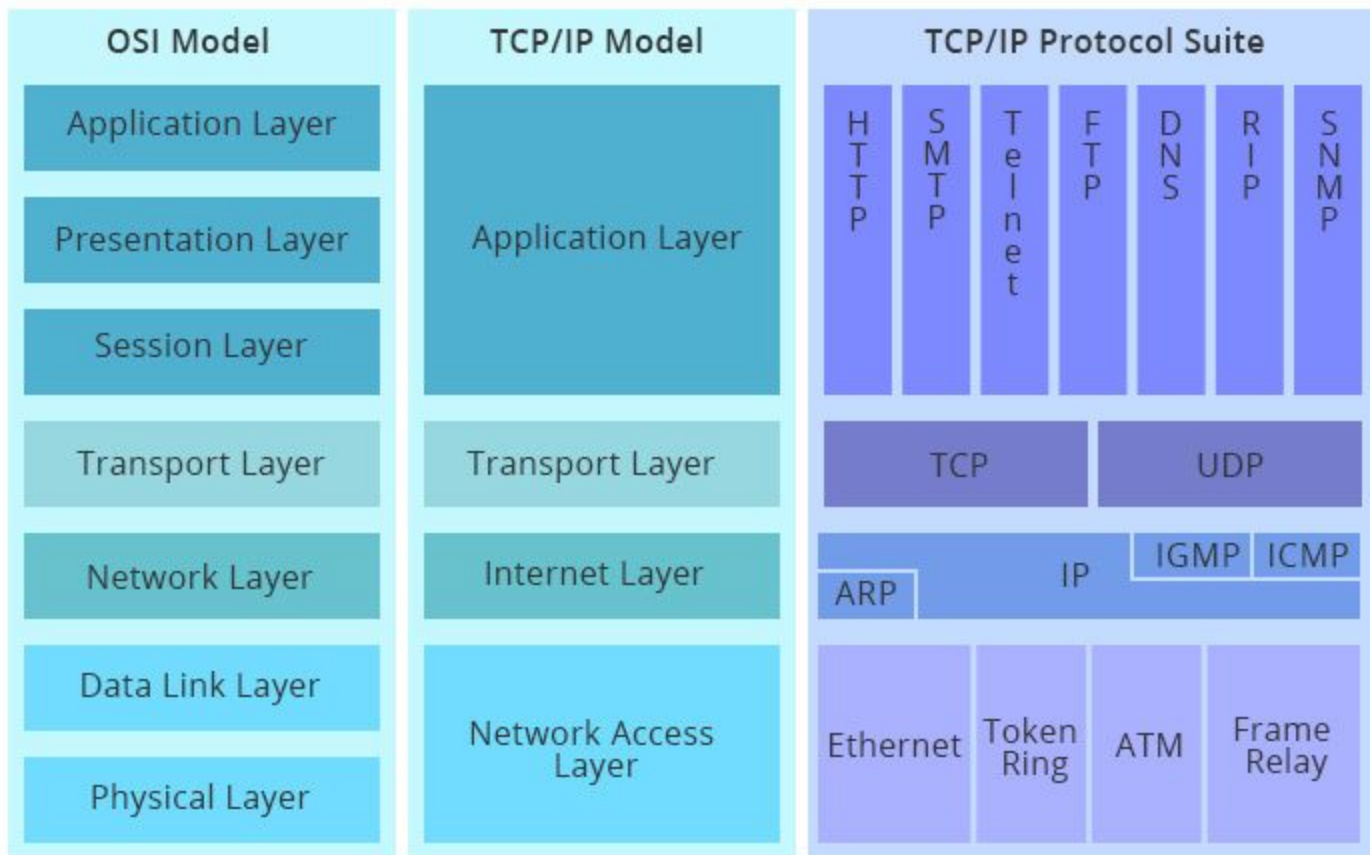 OSI Model
Application Layer
Presentation Layer
Session Layer
Transport Layer
Network Layer
Data Link Layer
Physical Layer
TCP/IP Model
Application Layer
Transport Layer
Internet Layer
Network Access
Layer
TCP/IP Protocol Suite
HTTP
SMTP
Telnet
FTP
DNS
RIP
SNMP
TCP
UDP
IP
IGMP
ICMP
ARP
Ethernet
Token
Ring
ATM
Frame
Relay